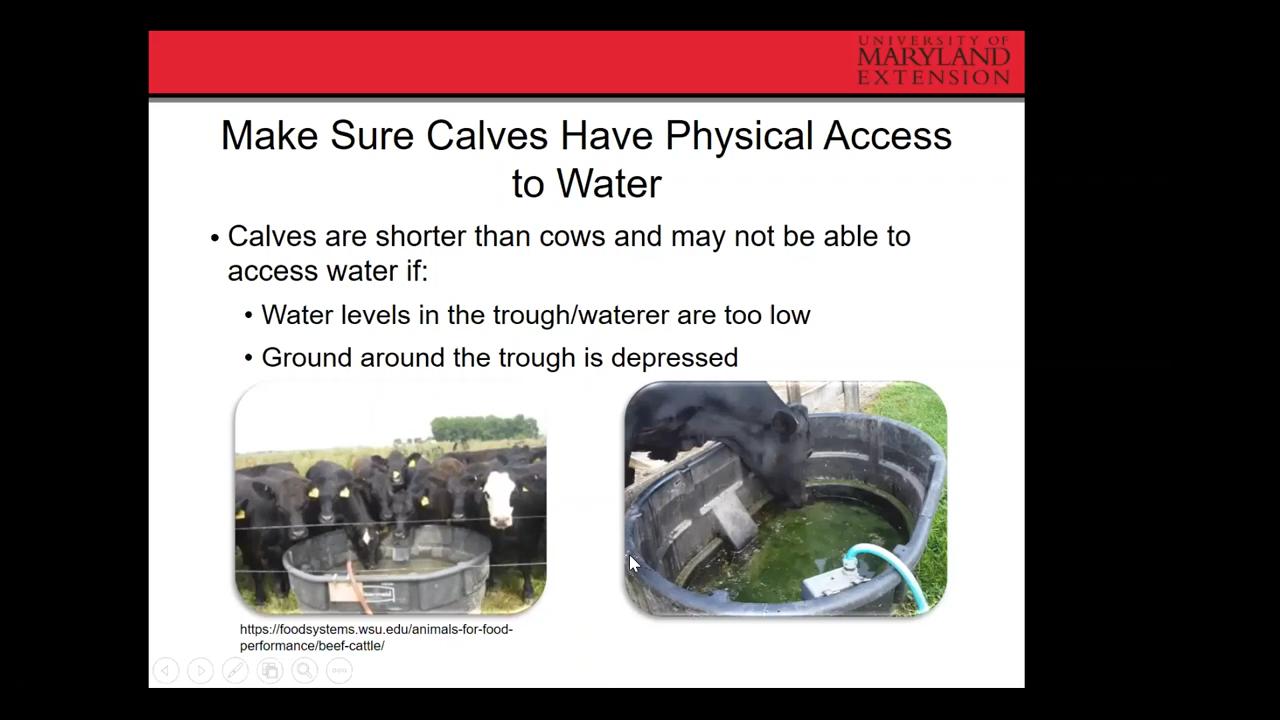 UNIVERSITY OF
MARYLAND
EXTENSION
Make Sure Calves Have Physical Access
to Water
• Calves are shorter than cows and may not be able to
access water if:
• Water levels in the trough/waterer are too low
• Ground around the trough is depressed
https://foodsystems.wsu.edu/animals-for-food-
performance/beef-cattle/